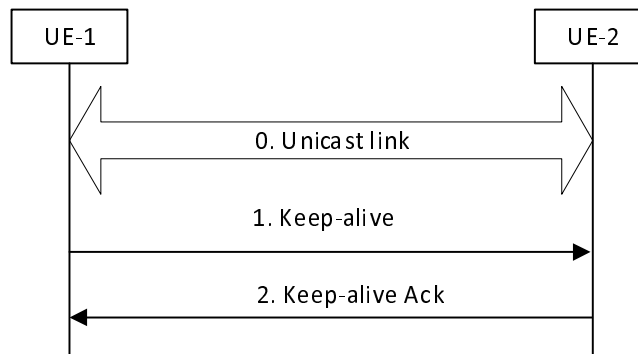 UE-1
UE-2
0. Unicast link
1. Keep-alive
2. Keep-alive Ack